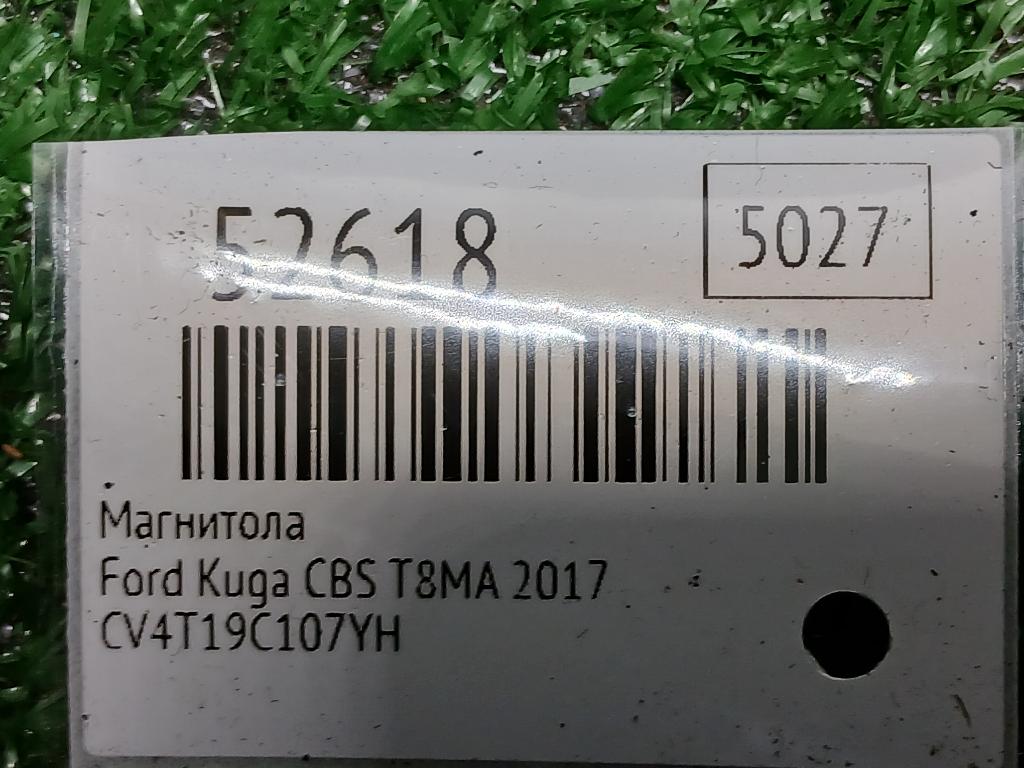 52618
5027
Магнитола
Ford Kuga CBS T8MA 2017
CV4T19C107YH